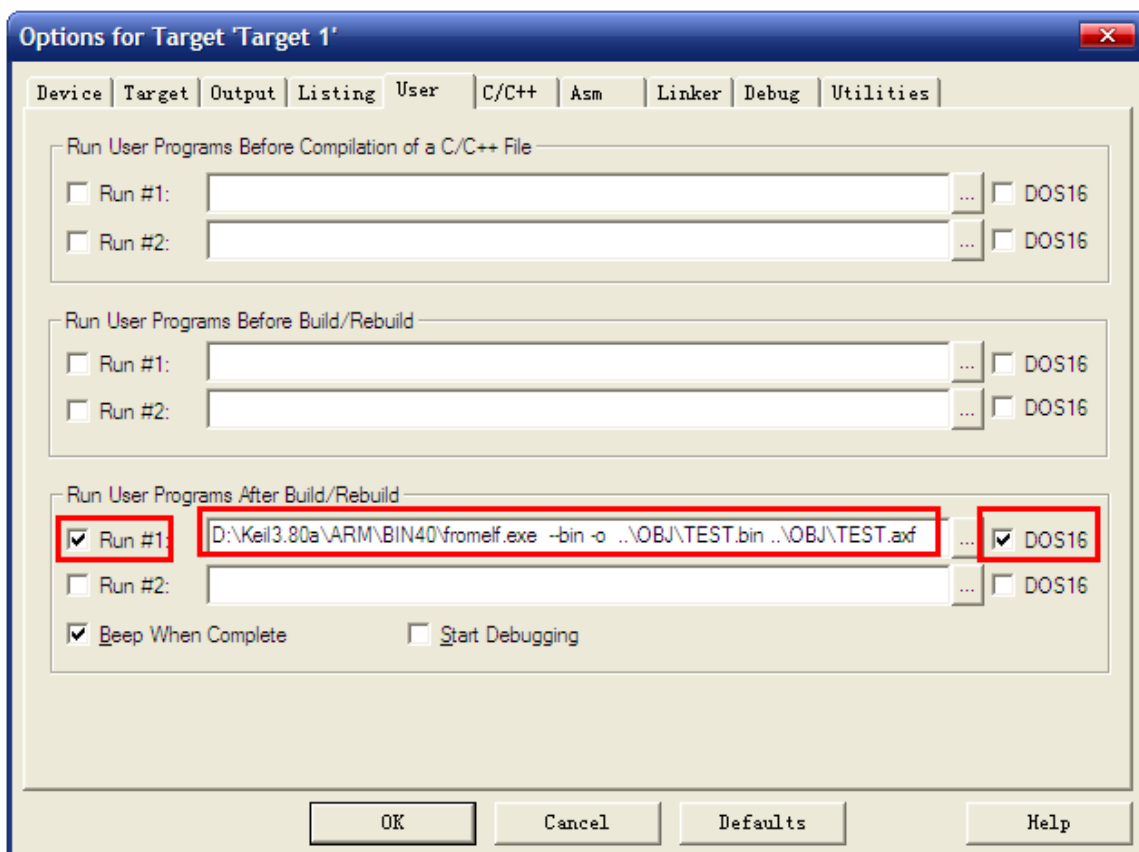 Options for Target 'Target 1'
Device Target Output Listing User C/C++ Asm Linker Debug Utilities
Run User Programs Before Compilation of a C/C++ File
Run #1: ... DOS16
Run #2: ... DOS16
Run User Programs Before Build/Rebuild
Run #1: ... DOS16
Run #2: ... DOS16
Run User Programs After Build/Rebuild
Run #1: D:\Keil3.80a\ARM\BIN40\fromelf.exe --bin -o ..\OBJ\TEST.bin ..\OBJ\TEST.axf ... DOS16
Run #2: ... DOS16
Beep When Complete Start Debugging
OK Cancel Defaults Help